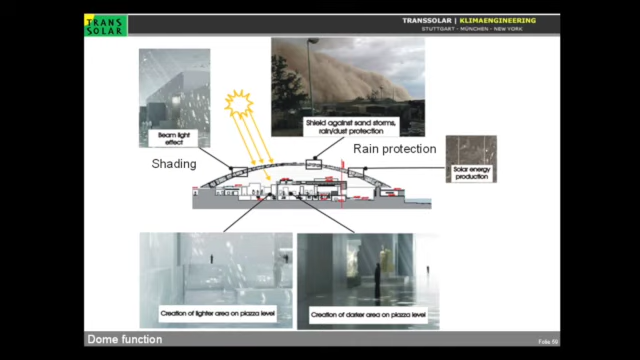 TRANS
SOLAR
TRANSSOLAR | KLIMAENGINEERING
STUTTGART - MÜNCHEN - NEW YORK
Beam light
effect
Shield against sand storms,
rain/dust protection
Shading
Rain protection
Solar energy
production
Creation of lighter area on piazza level
Creation of darker area on piazza level
Dome function
Folie 59